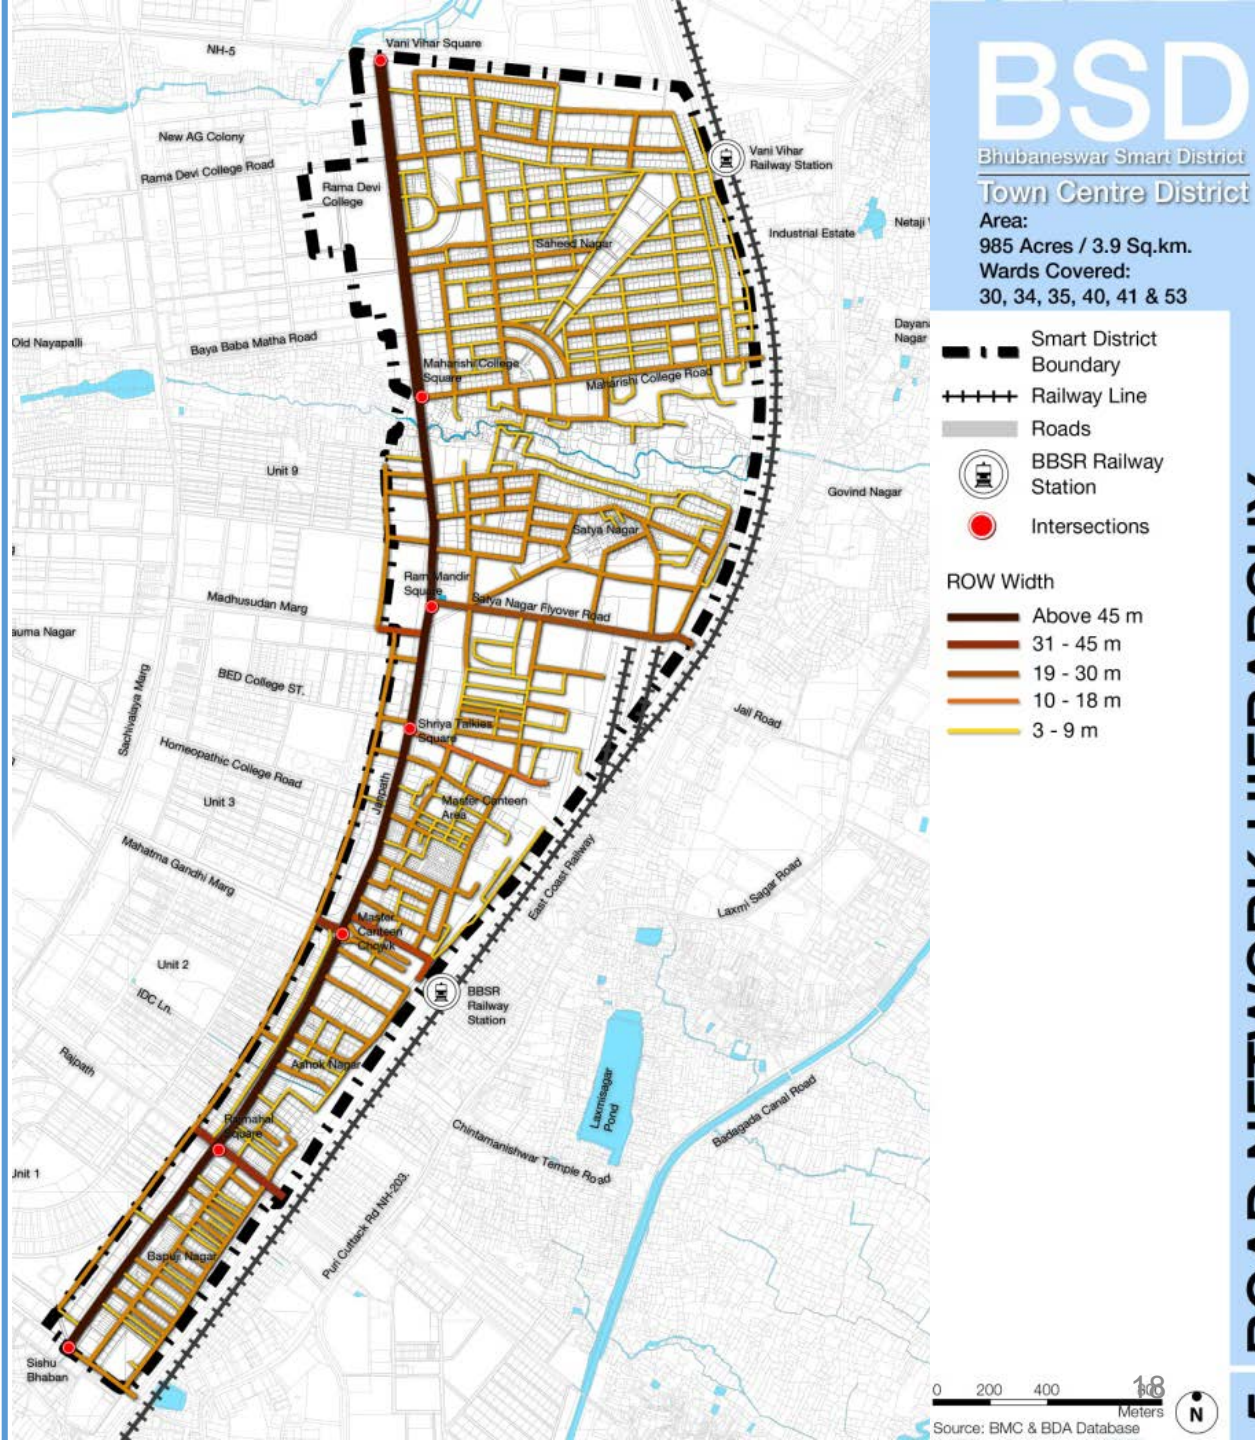 Vani Vihar Square
NH-5
New AG Colony
Rama Devi College Road
Rama Devi
College
Vani Vihar
Railway Station
Industrial Estate
Netaji
Saheed Nagar
Old Nayapalli
Baya Baba Matha Road
Dayan
Nagar
Maharishi College
Square
Maharishi College Road
Unit 9
Govind Nagar
Satya Nagar
Ram Mandir
Square
Satya Nagar Flyover Road
Madhusudan Marg
auma Nagar
BED College ST.
Sachivalaya Marg
Shriya Talkies
Square
Jail Road
Homeopathic College Road
Unit 3
Janpath
Master Canteen
Area
Mahatma Gandhi Marg
East Coast Railway
Laxmi Sagar Road
Master
Canteen
Chowk
Unit 2
IDC Ln.
BBSR
Railway
Station
Rajpath
Ashok Nagar
Laxmisagar
Pond
Badagada Canal Road
Rajmahal
Square
Chintamanishwar Temple Road
Unit 1
Puri Cuttack Rd NH-203.
Bapuji Nagar
Sishu
Bhaban
BSD
Bhubaneswar Smart District
Town Centre District
Area:
985 Acres / 3.9 Sq.km.
Wards Covered:
30, 34, 35, 40, 41 & 53
Smart District
Boundary
Railway Line
Roads
BBSR Railway
Station
Intersections
ROW Width
Above 45 m
31 - 45 m
19 - 30 m
10 - 18 m
3 - 9 m
0 200 400
18
Meters
N
Source: BMC & BDA Database